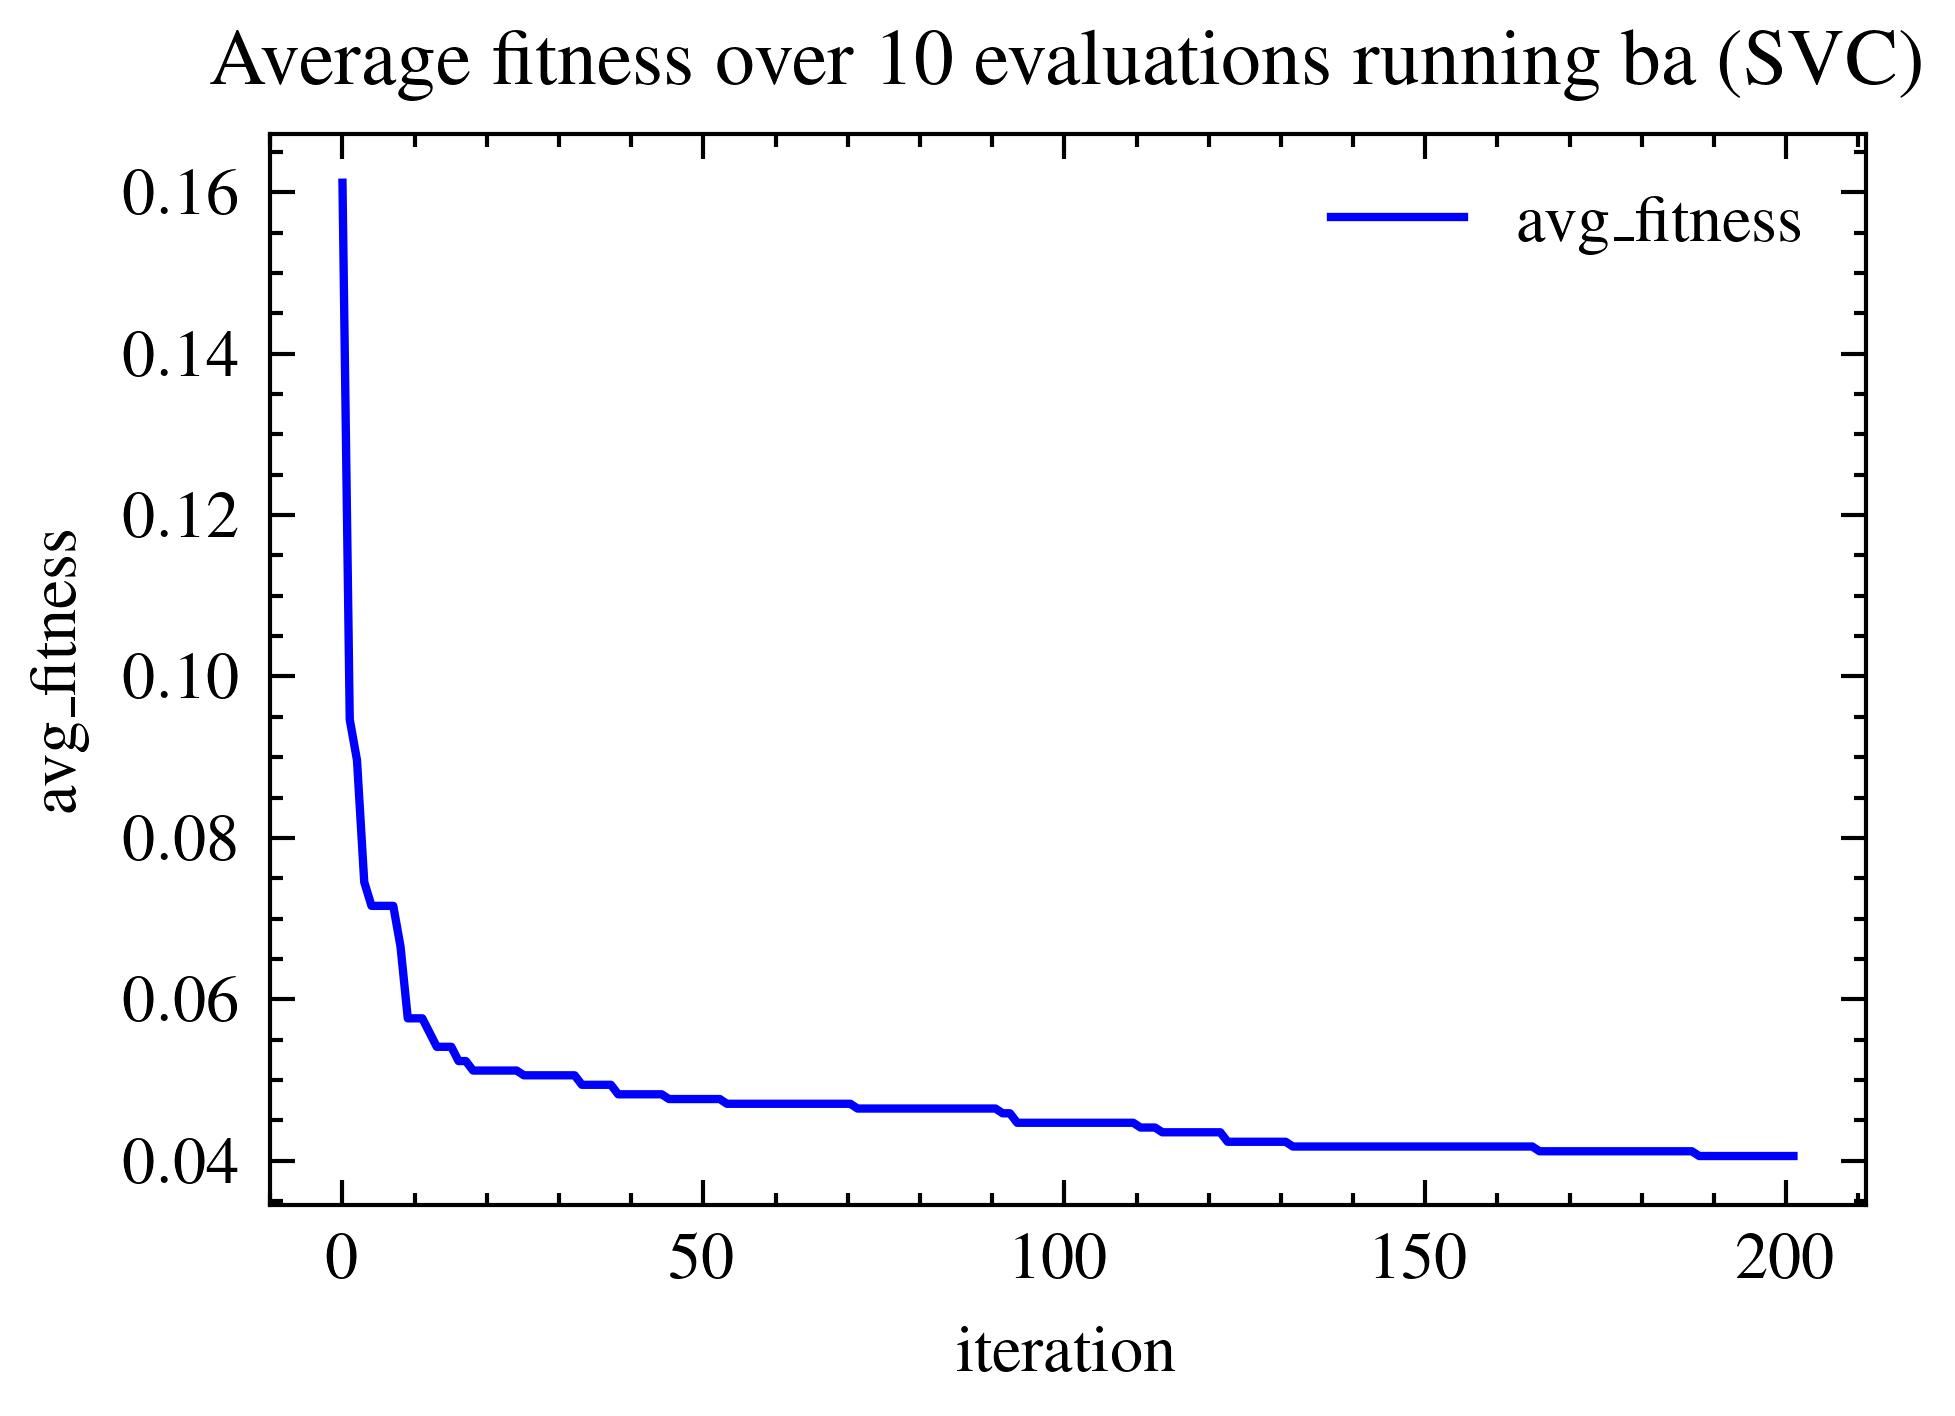 Average fitness over 10 evaluations running ba (SVC)
avg_fitness
0.16
0.14
0.12
0.10
0.08
0.06
0.04
avg_fitness
0 50 100 150 200
iteration